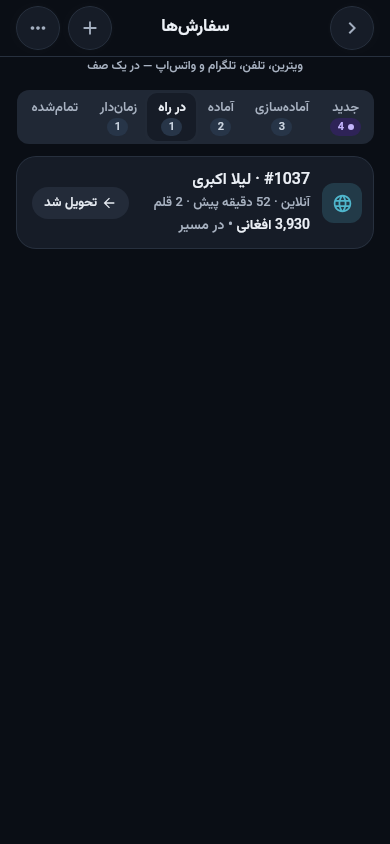 سفارش‌ها
ویترین، تلفن، تلگرام و واتس‌اپ — در یک صف
جدید
4
آماده‌سازی
3
آماده
2
در راه
1
زمان‌دار
1
تمام‌شده
#1037 · لیلا اکبری
آنلاین · 52 دقیقه پیش · 2 قلم
3,930 افغانی • در مسیر
تحویل شد